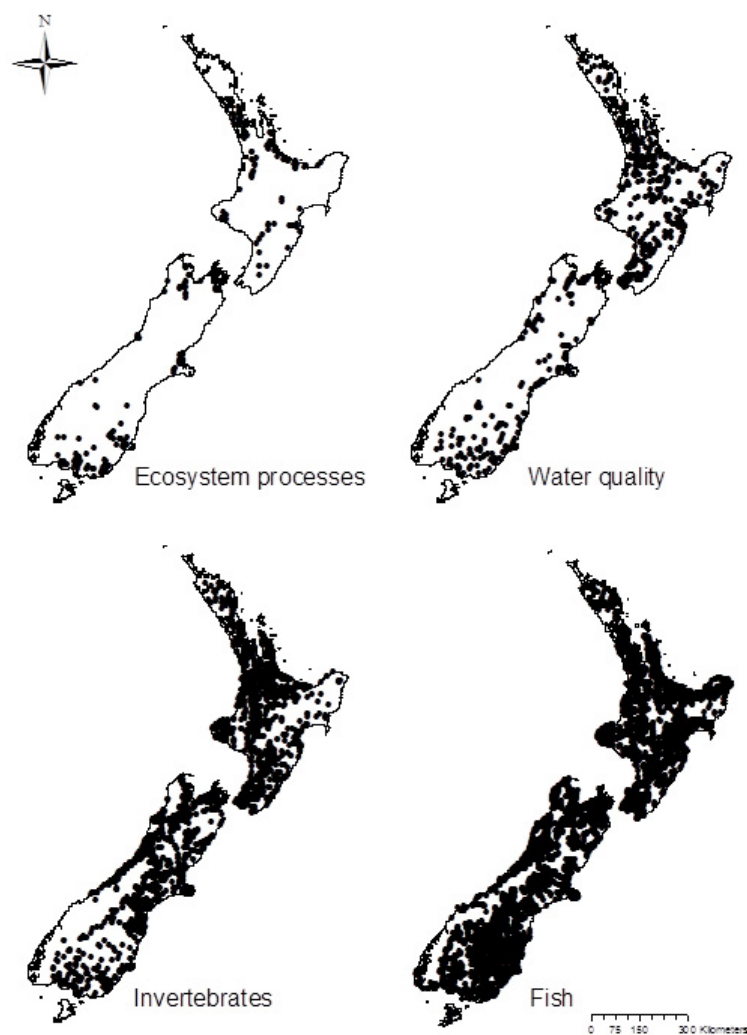 N
Ecosystem processes
Water quality
Invertebrates
Fish
0 75 150 300 Kilometers